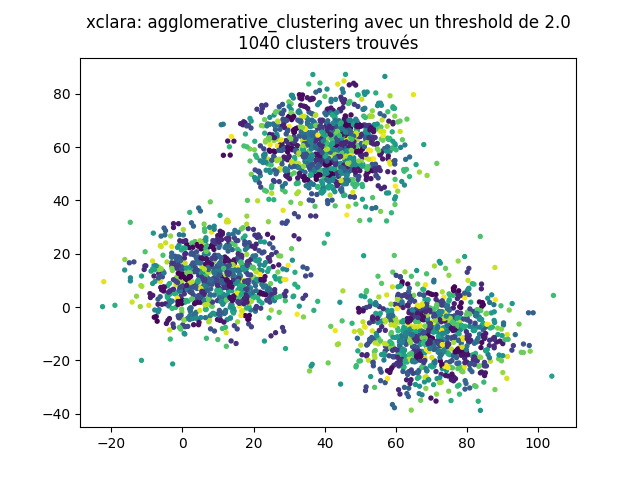 xclara: agglomerative_clustering avec un threshold de 2.0
1040 clusters trouvés
80
60
40
20
0
−20
−40
−20 0 20 40 60 80 100